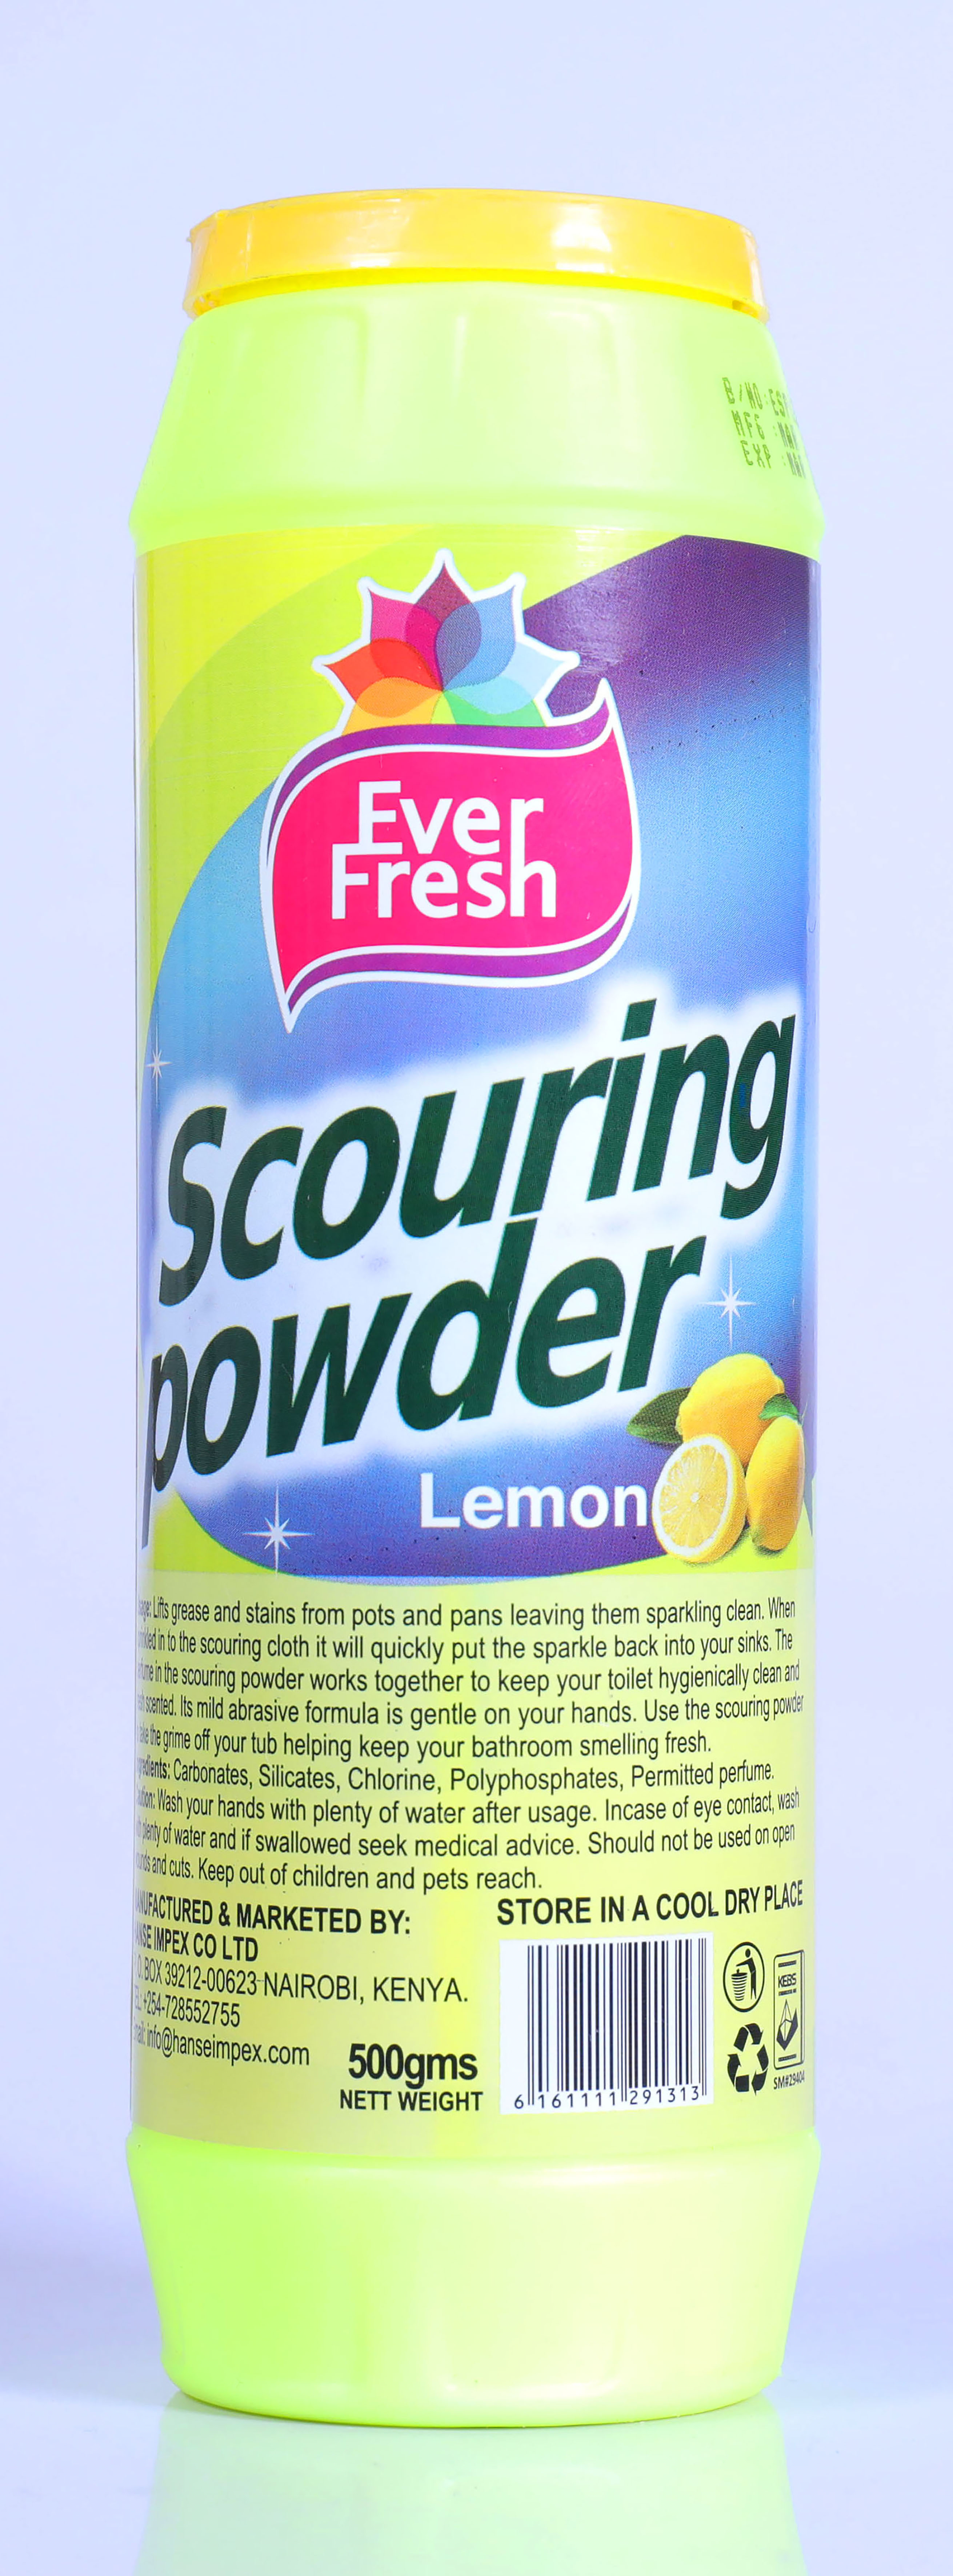 B/NO:
MFG :
EXP :
Ever
Fresh
Scouring
powder
Lemon
Lifts grease and stains from pots and pans leaving them sparkling clean. When
in to the scouring cloth it will quickly put the sparkle back into your sinks. The
in the scouring powder works together to keep your toilet hygienically clean and
scented. Its mild abrasive formula is gentle on your hands. Use the scouring powder
the grime off your tub helping keep your bathroom smelling fresh.
Carbonates, Silicates, Chlorine, Polyphosphates, Permitted perfume.
Wash your hands with plenty of water after usage. Incase of eye contact, wash
plenty of water and if swallowed seek medical advice. Should not be used on open
and cuts. Keep out of children and pets reach.
STORE IN A COOL DRY PLACE
& MARKETED BY:
IMPEX CO LTD
BOX 39212-00623 NAIROBI, KENYA.
+254-728552755
info@hanseimpex.com
500gms
NETT WEIGHT
6 161111 291313
KEBS
SM#29404